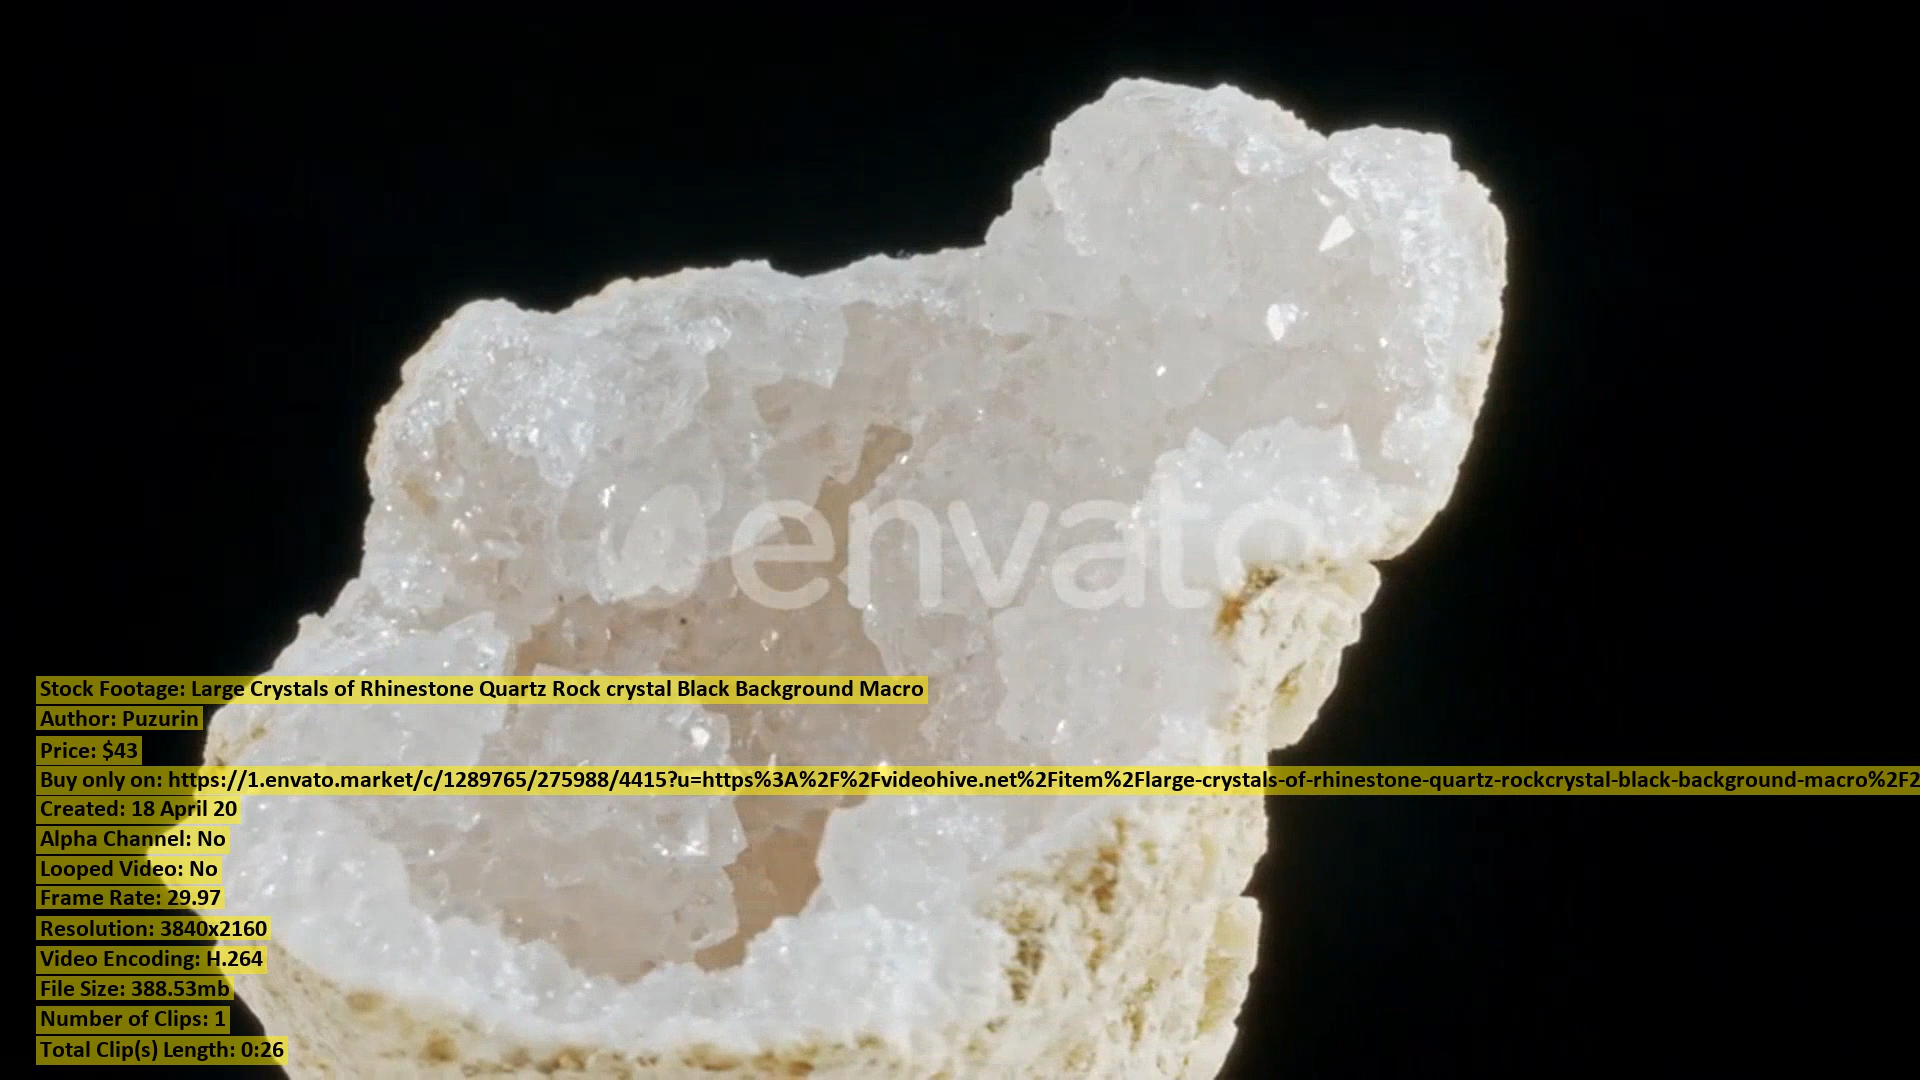 envato
Stock Footage: Large Crystals of Rhinestone Quartz Rock crystal Black Background Macro
Author: Puzurin
Price: $43
Buy only on: https://1.envato.market/c/1289765/275988/4415?u=https%3A%2F%2Fvideohive.net%2Fitem%2Flarge-crystals-of-rhinestone-quartz-rockcrystal-black-background-macro%2F2
Created: 18 April 20
Alpha Channel: No
Looped Video: No
Frame Rate: 29.97
Resolution: 3840x2160
Video Encoding: H.264
File Size: 388.53mb
Number of Clips: 1
Total Clip(s) Length: 0:26